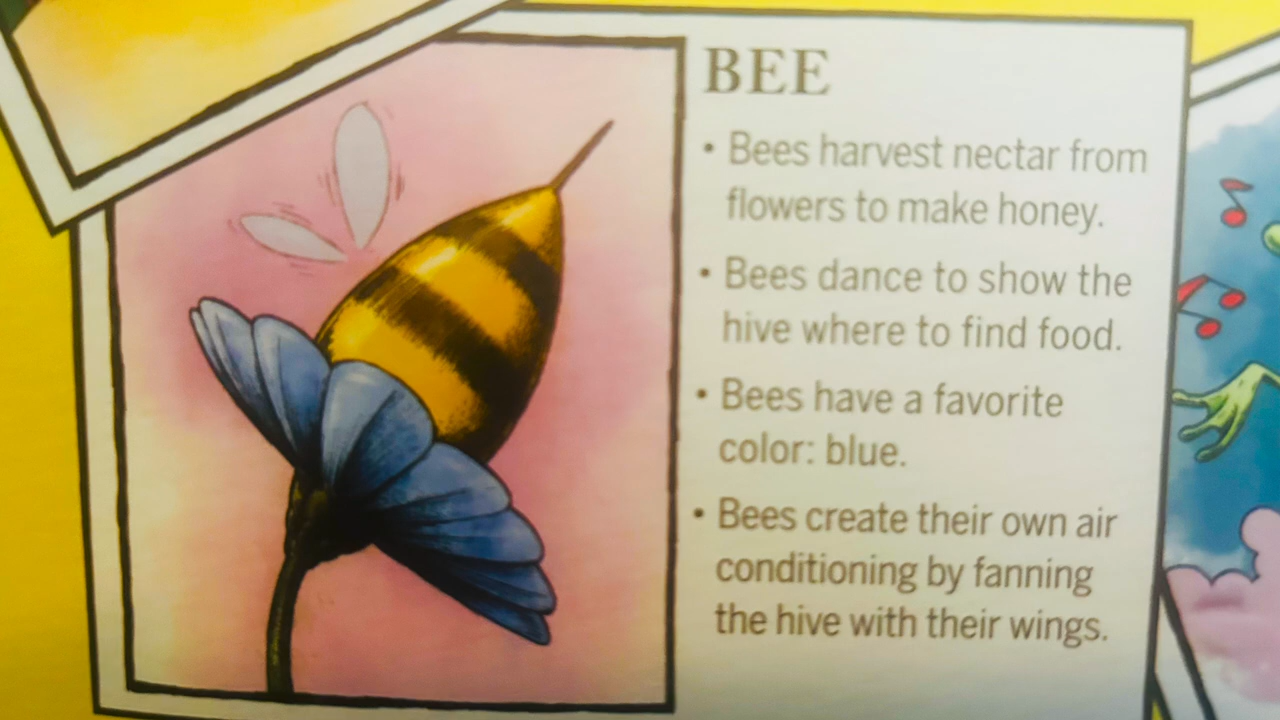 BEE
• Bees harvest nectar from
flowers to make honey.
• Bees dance to show the
hive where to find food.
• Bees have a favorite
color: blue.
• Bees create their own air
conditioning by fanning
the hive with their wings.